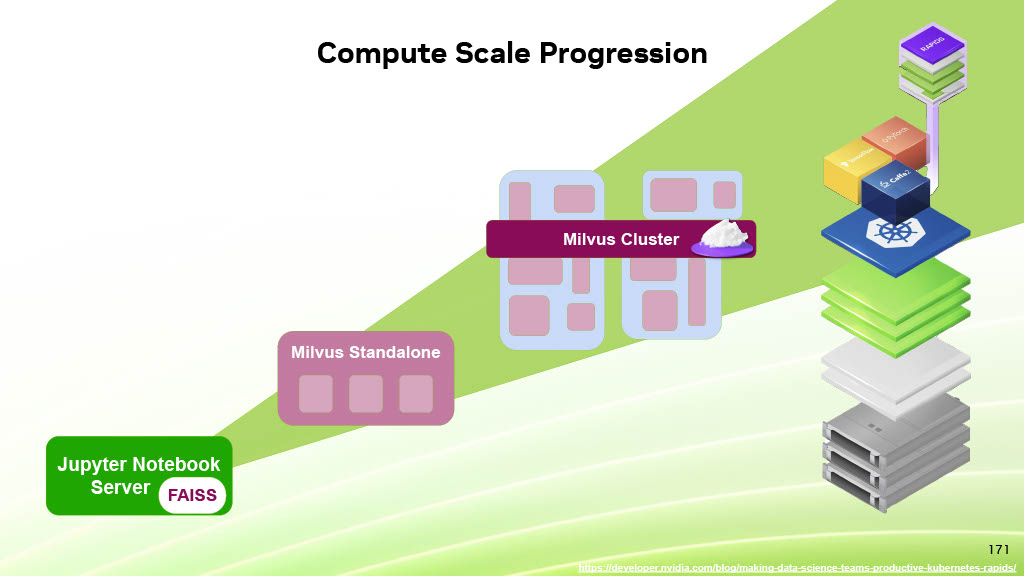 Compute Scale Progression
RAPIDS
PyTorch
TensorFlow
Caffe2
Milvus Cluster
Milvus Standalone
Jupyter Notebook
Server
FAISS
171
https://developer.nvidia.com/blog/making-data-science-teams-productive-kubernetes-rapids/